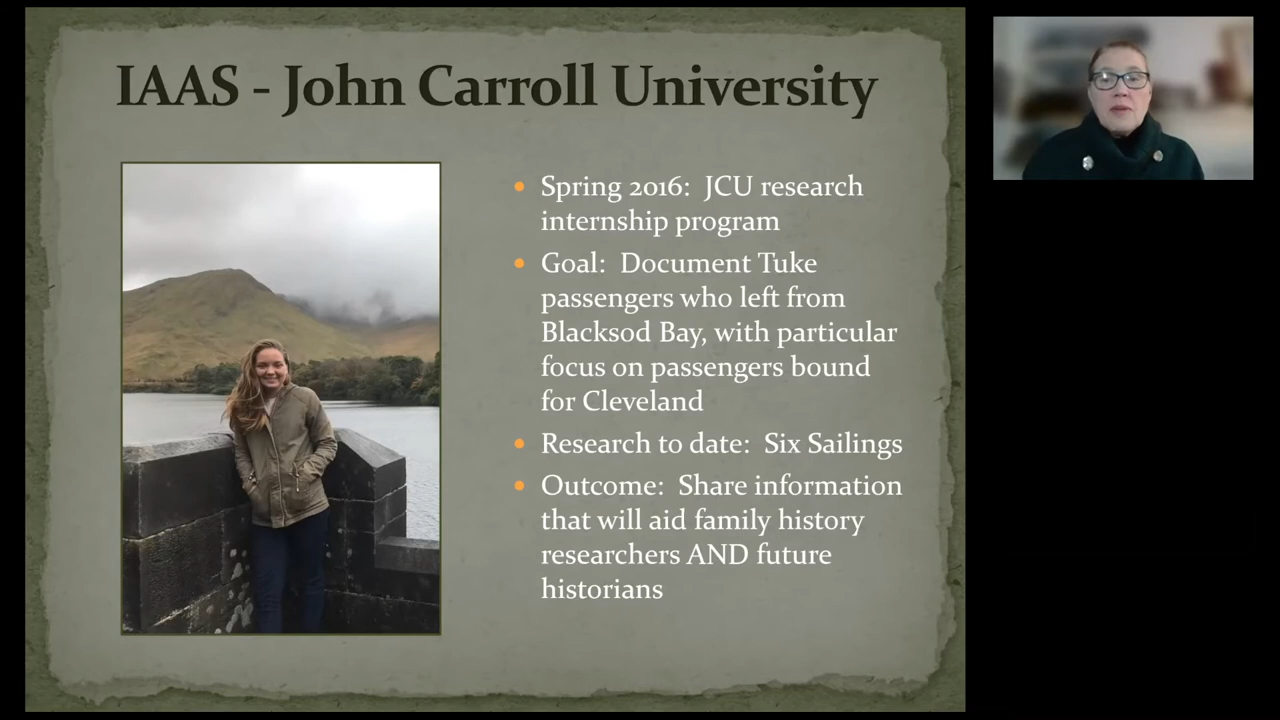 IAAS - John Carroll University
• Spring 2016:  JCU research
internship program
• Goal:  Document Tuke
passengers who left from
Blacksod Bay, with particular
focus on passengers bound
for Cleveland
• Research to date:  Six Sailings
• Outcome:  Share information
that will aid family history
researchers AND future
historians